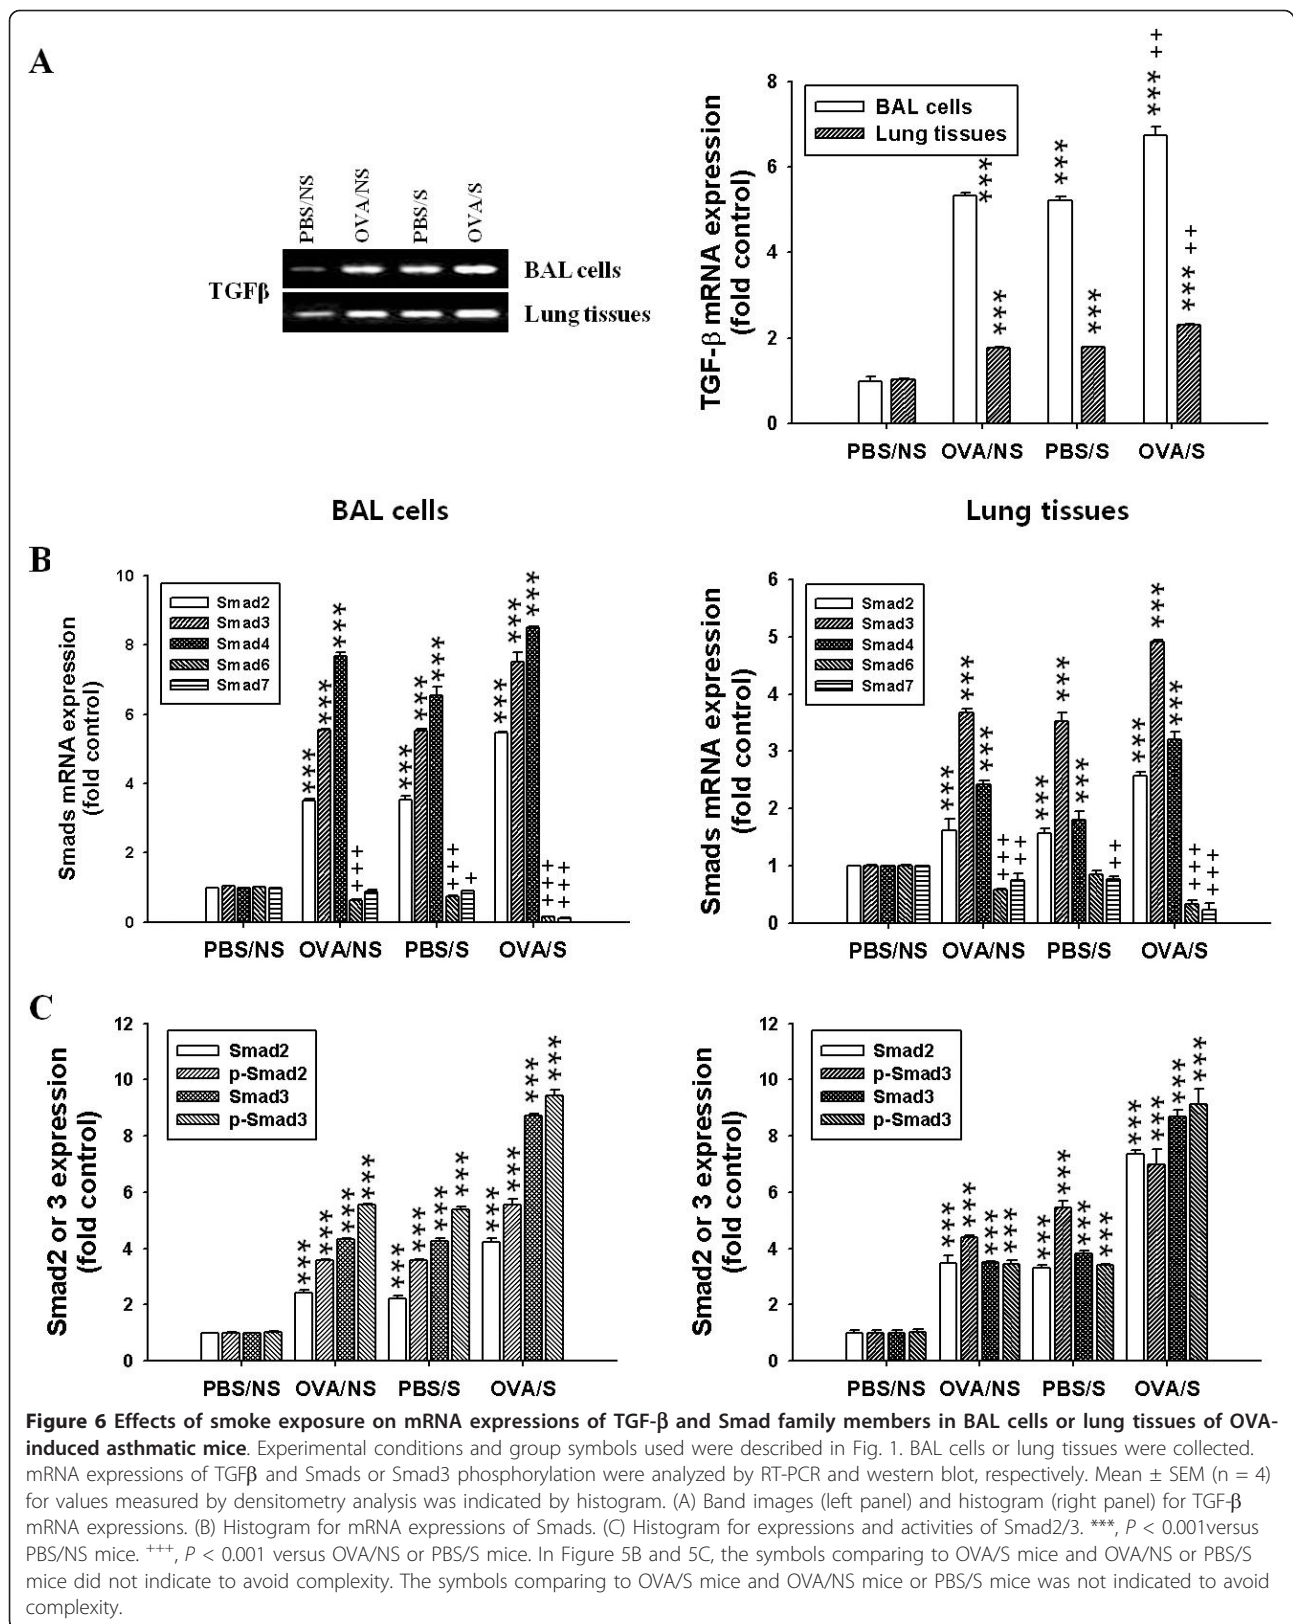 A
PBS/NS
OVA/NS
PBS/S
OVA/S
TGFβ
BAL cells
Lung tissues
TGF-β mRNA expression
(fold control)
8
6
4
2
0
BAL cells
Lung tissues
***
***
***
***
*** ++
*** ++
PBS/NS OVA/NS PBS/S OVA/S
BAL cells
Lung tissues
B
Smads mRNA expression
(fold control)
10
8
6
4
2
0
Smad2
Smad3
Smad4
Smad6
Smad7
***
***
***
+++
***
***
***
+++
+
***
***
***
+++
+++
PBS/NS OVA/NS PBS/S OVA/S
Smads mRNA expression
(fold control)
6
5
4
3
2
1
0
Smad2
Smad3
Smad4
Smad6
Smad7
***
***
***
+++
++
***
***
***
++
***
***
***
+++
+++
PBS/NS OVA/NS PBS/S OVA/S
C
Smad2 or 3 expression
(fold control)
12
10
8
6
4
2
0
Smad2
p-Smad2
Smad3
p-Smad3
***
***
***
***
***
***
***
***
***
***
***
***
PBS/NS OVA/NS PBS/S OVA/S
Smad2 or 3 expression
(fold control)
12
10
8
6
4
2
0
Smad2
p-Smad3
Smad3
p-Smad3
***
***
***
***
***
***
***
***
***
***
***
***
PBS/NS OVA/NS PBS/S OVA/S
Figure 6 Effects of smoke exposure on mRNA expressions of TGF-β and Smad family members in BAL cells or lung tissues of OVA-
induced asthmatic mice. Experimental conditions and group symbols used were described in Fig. 1. BAL cells or lung tissues were collected.
mRNA expressions of TGFβ and Smads or Smad3 phosphorylation were analyzed by RT-PCR and western blot, respectively. Mean ± SEM (n = 4)
for values measured by densitometry analysis was indicated by histogram. (A) Band images (left panel) and histogram (right panel) for TGF-β
mRNA expressions. (B) Histogram for mRNA expressions of Smads. (C) Histogram for expressions and activities of Smad2/3. ***, P < 0.001versus
PBS/NS mice. +++, P < 0.001 versus OVA/NS or PBS/S mice. In Figure 5B and 5C, the symbols comparing to OVA/S mice and OVA/NS or PBS/S
mice did not indicate to avoid complexity. The symbols comparing to OVA/S mice and OVA/NS mice or PBS/S mice was not indicated to avoid
complexity.